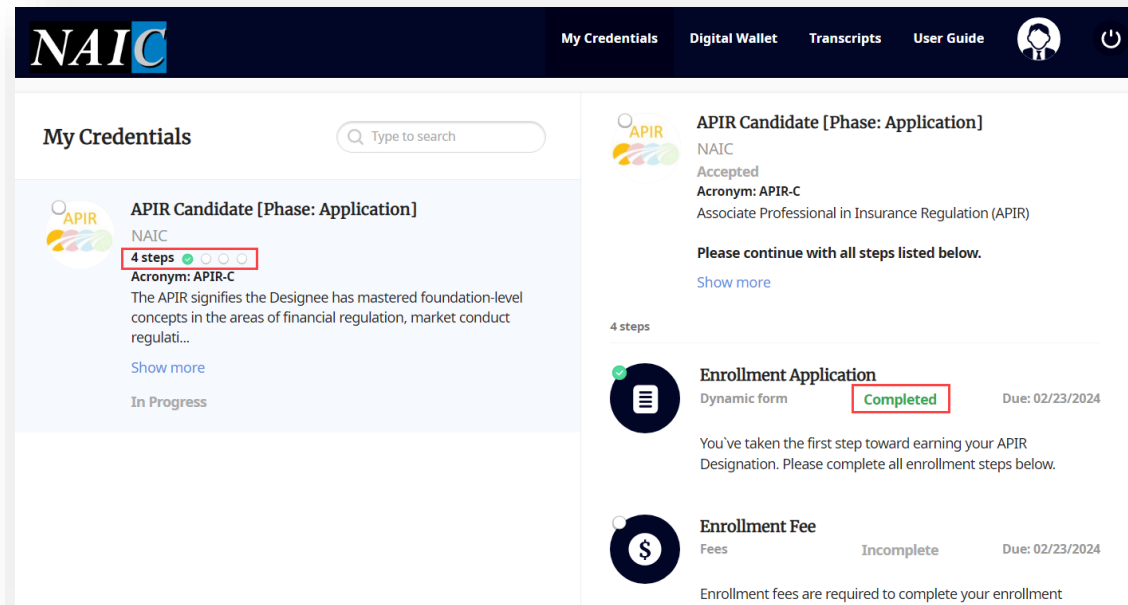 NAIC
My Credentials Digital Wallet Transcripts User Guide
My Credentials
Type to search
APIR
APIR Candidate [Phase: Application]
NAIC
4 steps
Acronym: APIR-C
The APIR signifies the Designee has mastered foundation-level
concepts in the areas of financial regulation, market conduct
regulati...
Show more
In Progress
APIR
APIR Candidate [Phase: Application]
NAIC
Accepted
Acronym: APIR-C
Associate Professional in Insurance Regulation (APIR)
Please continue with all steps listed below.
Show more
4 steps
Enrollment Application
Dynamic form Completed Due: 02/23/2024
You`ve taken the first step toward earning your APIR
Designation. Please complete all enrollment steps below.
$
Enrollment Fee
Fees Incomplete Due: 02/23/2024
Enrollment fees are required to complete your enrollment